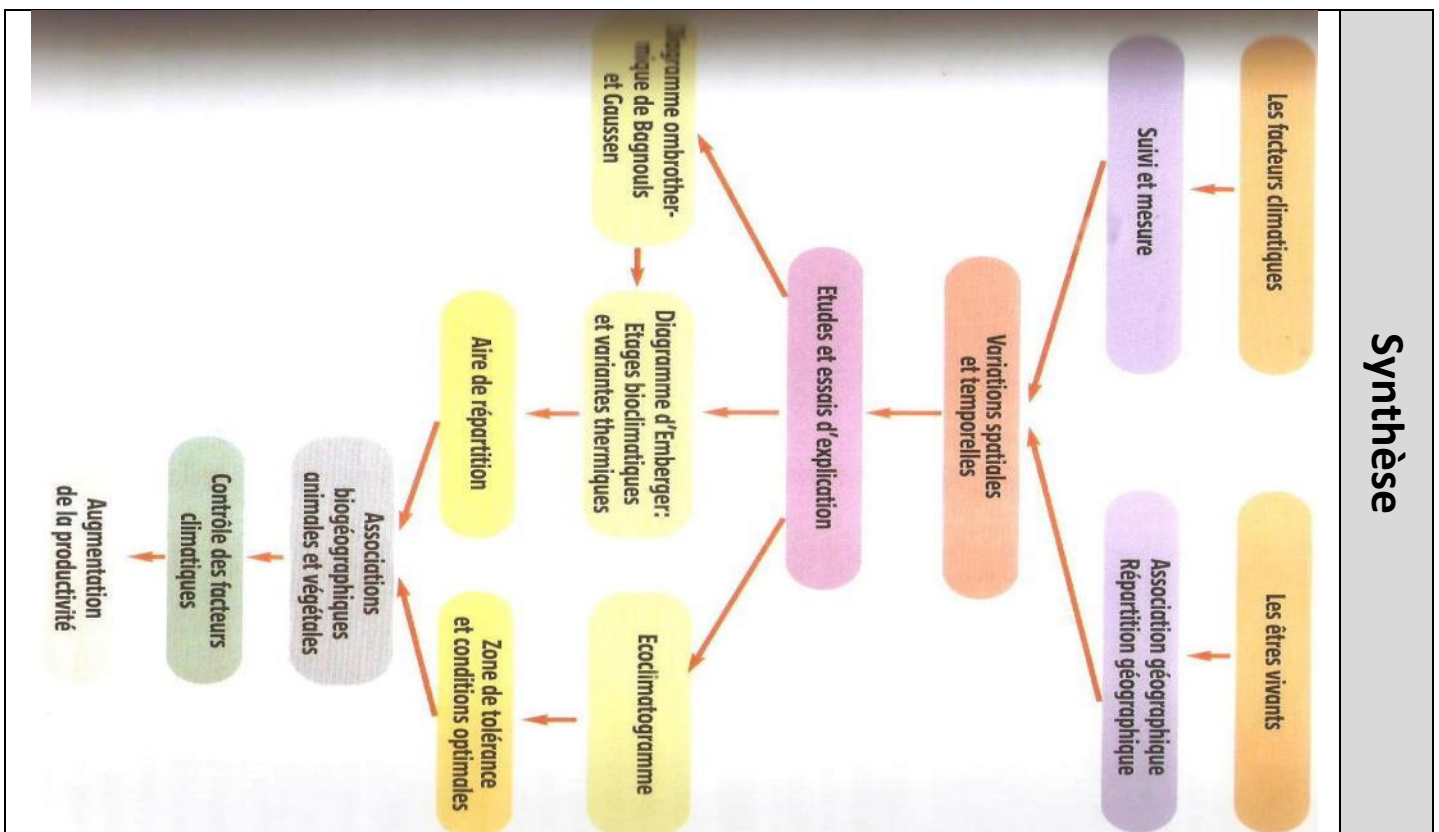 Synthèse
Les facteurs climatiques
Les êtres vivants
Suivi et mesure
Association géographique
Répartition géographique
Variations spatiales
et temporelles
Etudes et essais d'explication
Diagramme ombrother-
mique de Bagnouls
et Gaussen
Diagramme d'Emberger:
Etages bioclimatiques
et variantes thermiques
Ecoclimatogramme
Aire de répartition
Zone de tolérance
et conditions optimales
Associations
biogéographiques
animales et végétales
Contrôle des facteurs
climatiques
Augmentation
de la productivité